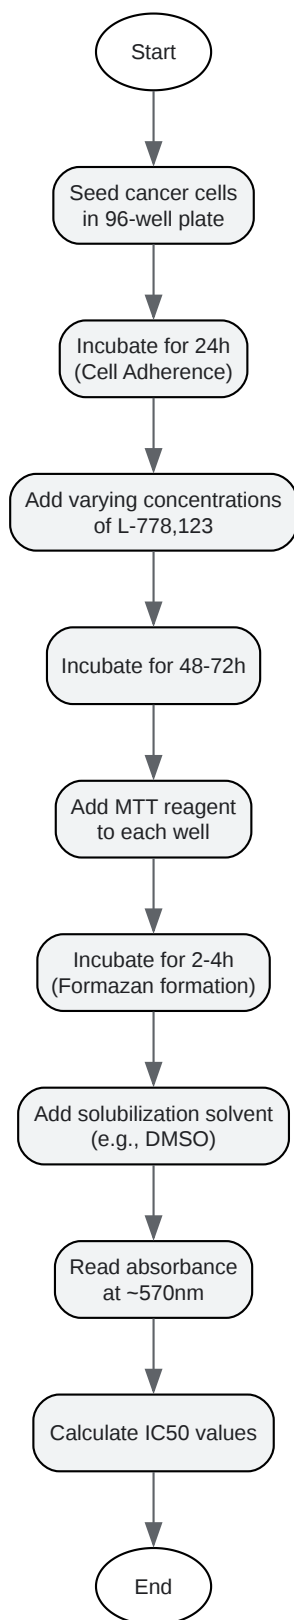 Start
Seed cancer cells
in 96-well plate
Incubate for 24h
(Cell Adherence)
Add varying concentrations
of L-778,123
Incubate for 48-72h
Add MTT reagent
to each well
Incubate for 2-4h
(Formazan formation)
Add solubilization solvent
(e.g., DMSO)
Read absorbance
at ~570nm
Calculate IC50 values
End